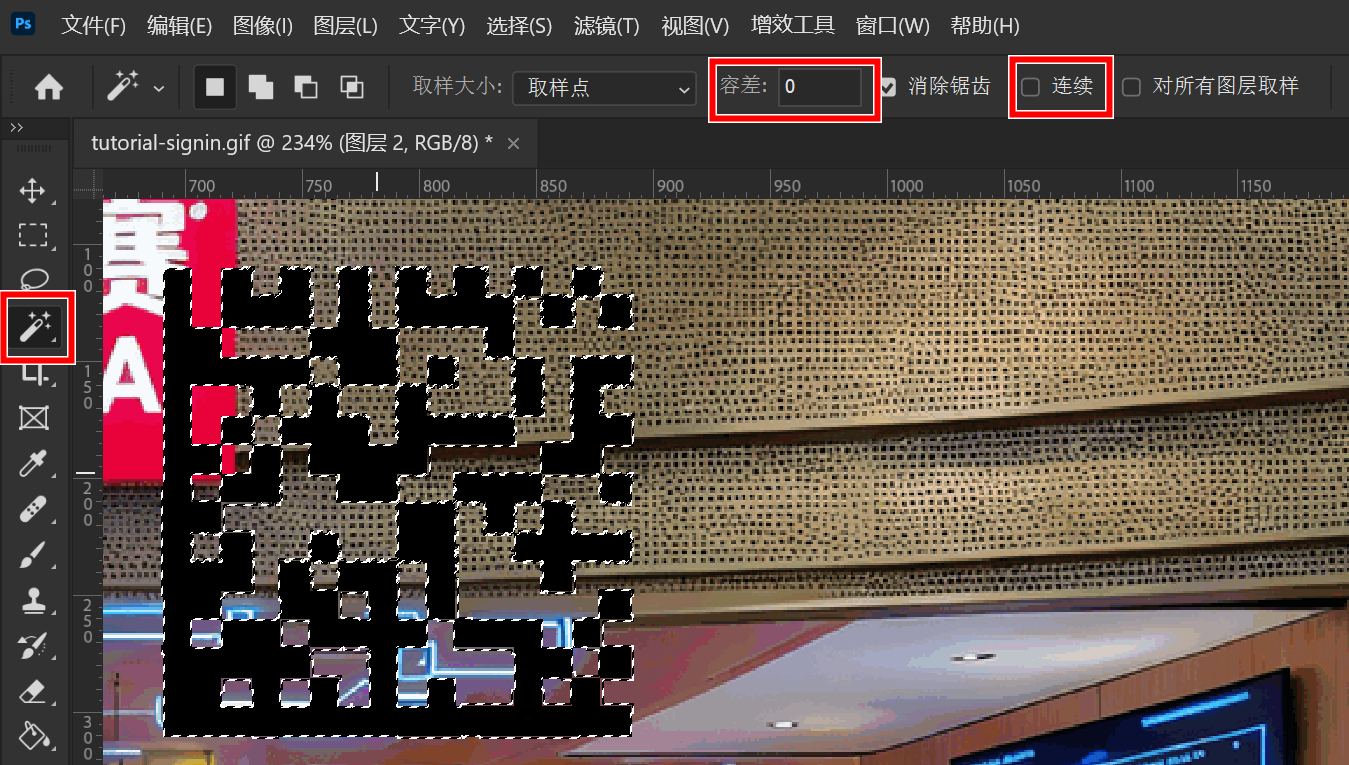 Ps 文件(F) 编辑(E) 图像(I) 图层(L) 文字(Y) 选择(S) 滤镜(T) 视图(V) 增效工具 窗口(W) 帮助(H)
取样大小: 取样点 容差: 0 消除锯齿 连续 对所有图层取样
tutorial-signin.gif @ 234% (图层 2, RGB/8) * ×
700 750 800 850 900 950 1000 1050 1100 1150
100
150
200
250
300
赛
A